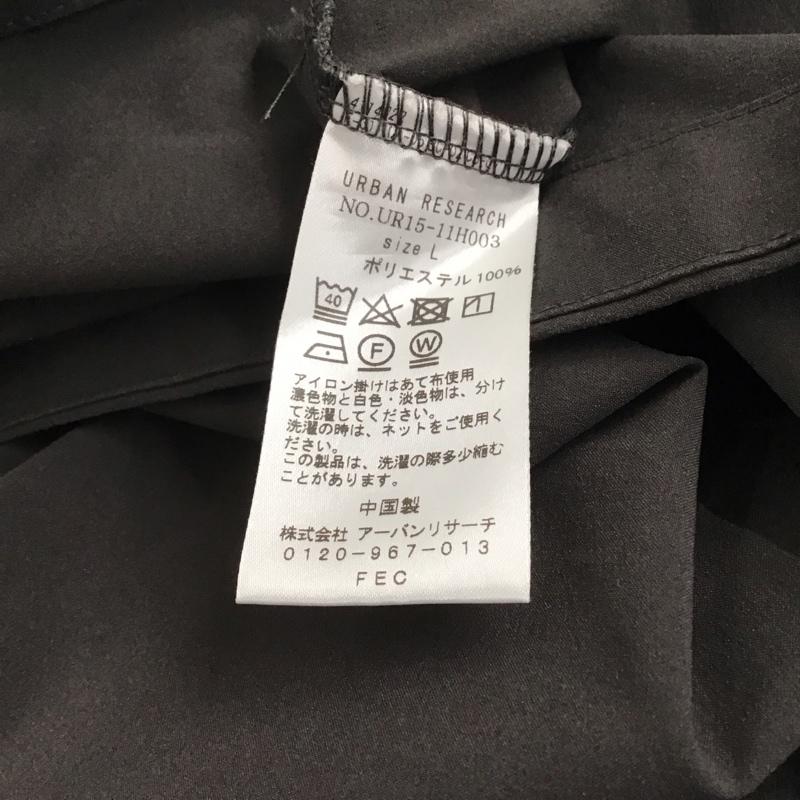 URBAN RESEARCH
NO.UR15-11H003
size L
ポリエステル 100%
40
F W
アイロン掛けはあて布使用
濃色物と白色・淡色物は、分け
て洗濯してください。
洗濯の時は、ネットをご使用く
ださい。
この製品は、洗濯の際多少縮む
ことがあります。
中国製
株式会社 アーバンリサーチ
0120-967-013
FEC